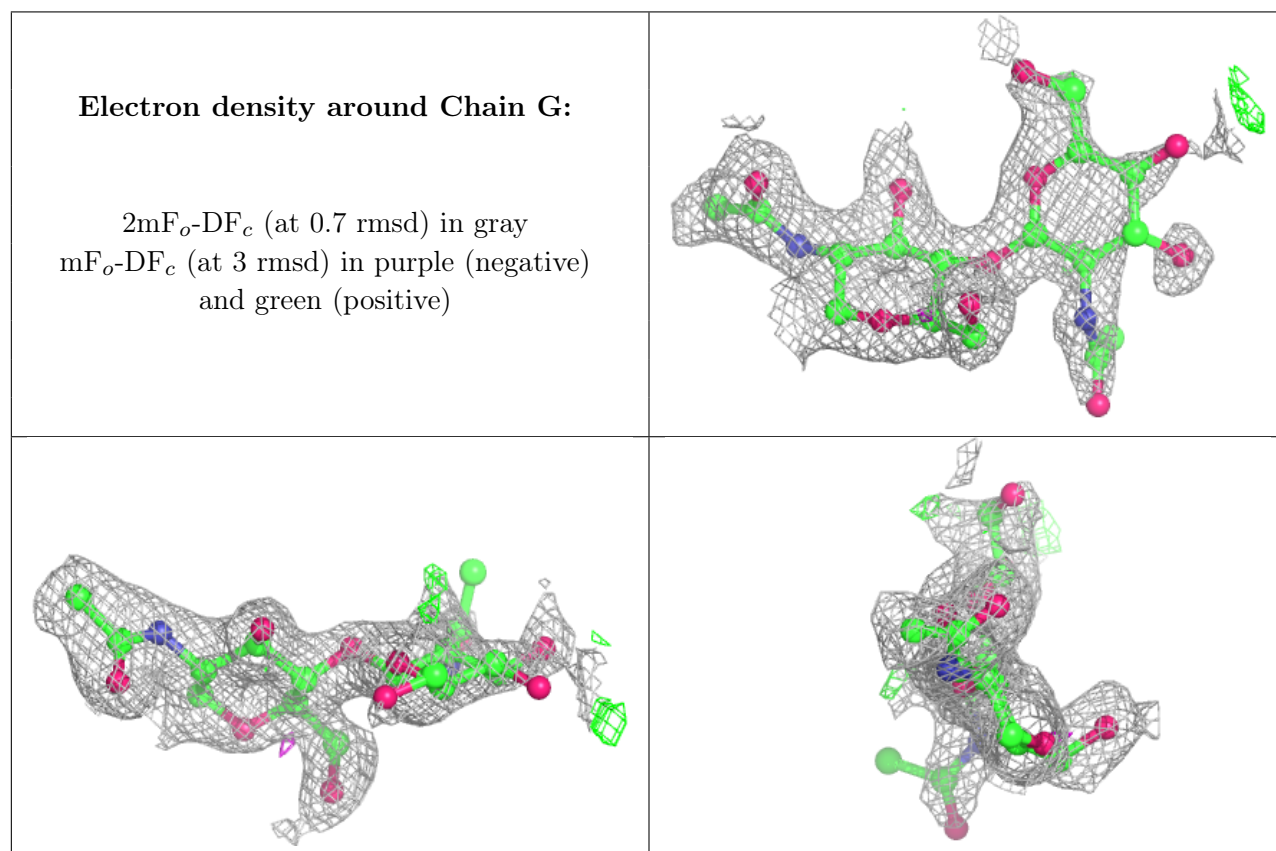 Electron density around Chain G:
2mFₒ-DF𝒸 (at 0.7 rmsd) in gray
mFₒ-DF𝒸 (at 3 rmsd) in purple (negative)
and green (positive)